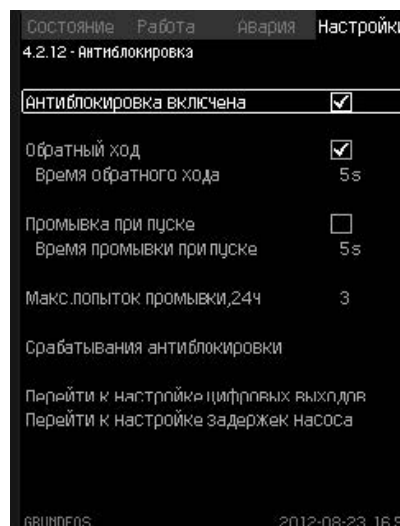 Состояние Работа Авария Настройки
4.2.12 - Антиблокировка
Антиблокировка включена
Обратный ход
Время обратного хода 5s
Промывка при пуске
Время промывки при пуске 5s
Макс.попыток промывки,24ч 3
Срабатывания антиблокировки
Перейти к настройке цифровых выходов
Перейти к настройке задержек насоса
GRUNDFOS 2012-08-23 16:5